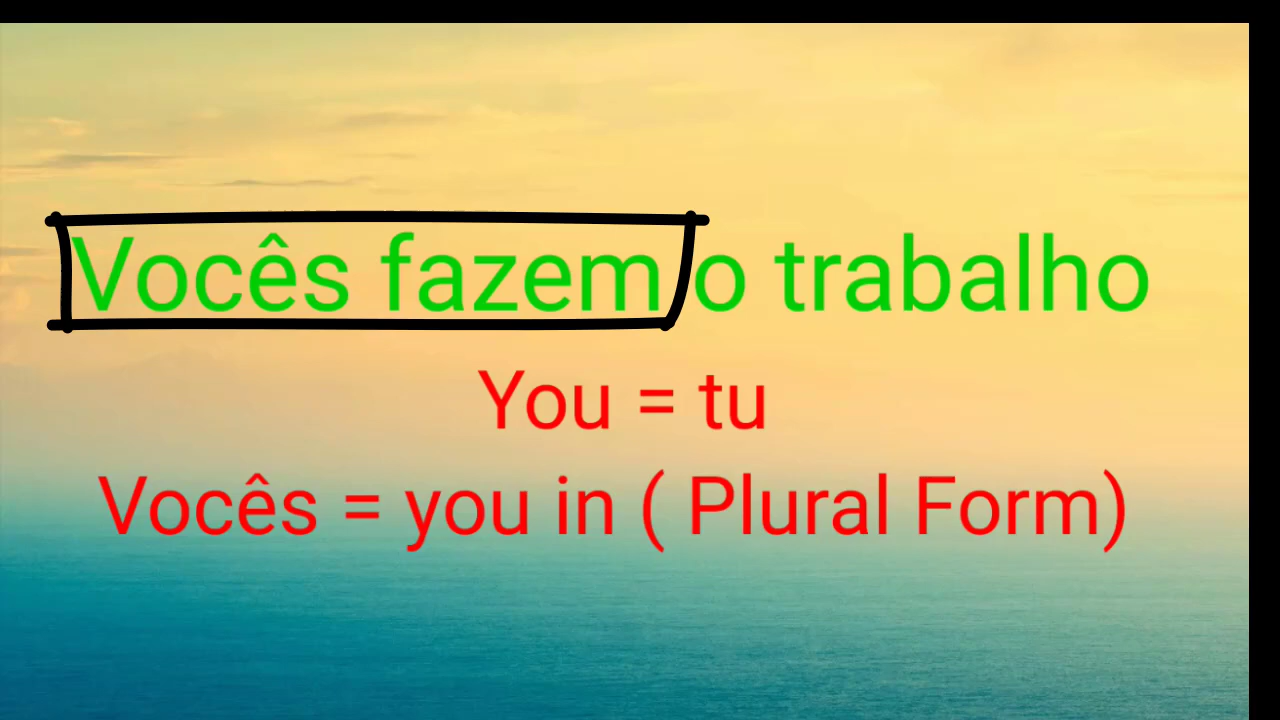 Vocês fazem o trabalho
You = tu
Vocês = you in ( Plural Form)